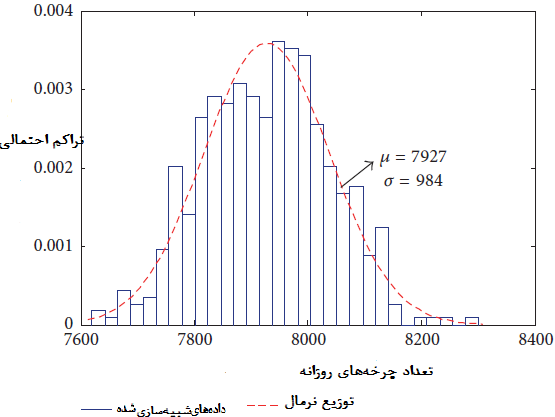 0.004
0.003
تراکم احتمالی
0.002
0.001
0
μ = 7927
σ = 984
7600
7800
8000
8200
8400
تعداد چرخه‌های روزانه
داده‌های شبیه‌سازی شده
توزیع نرمال